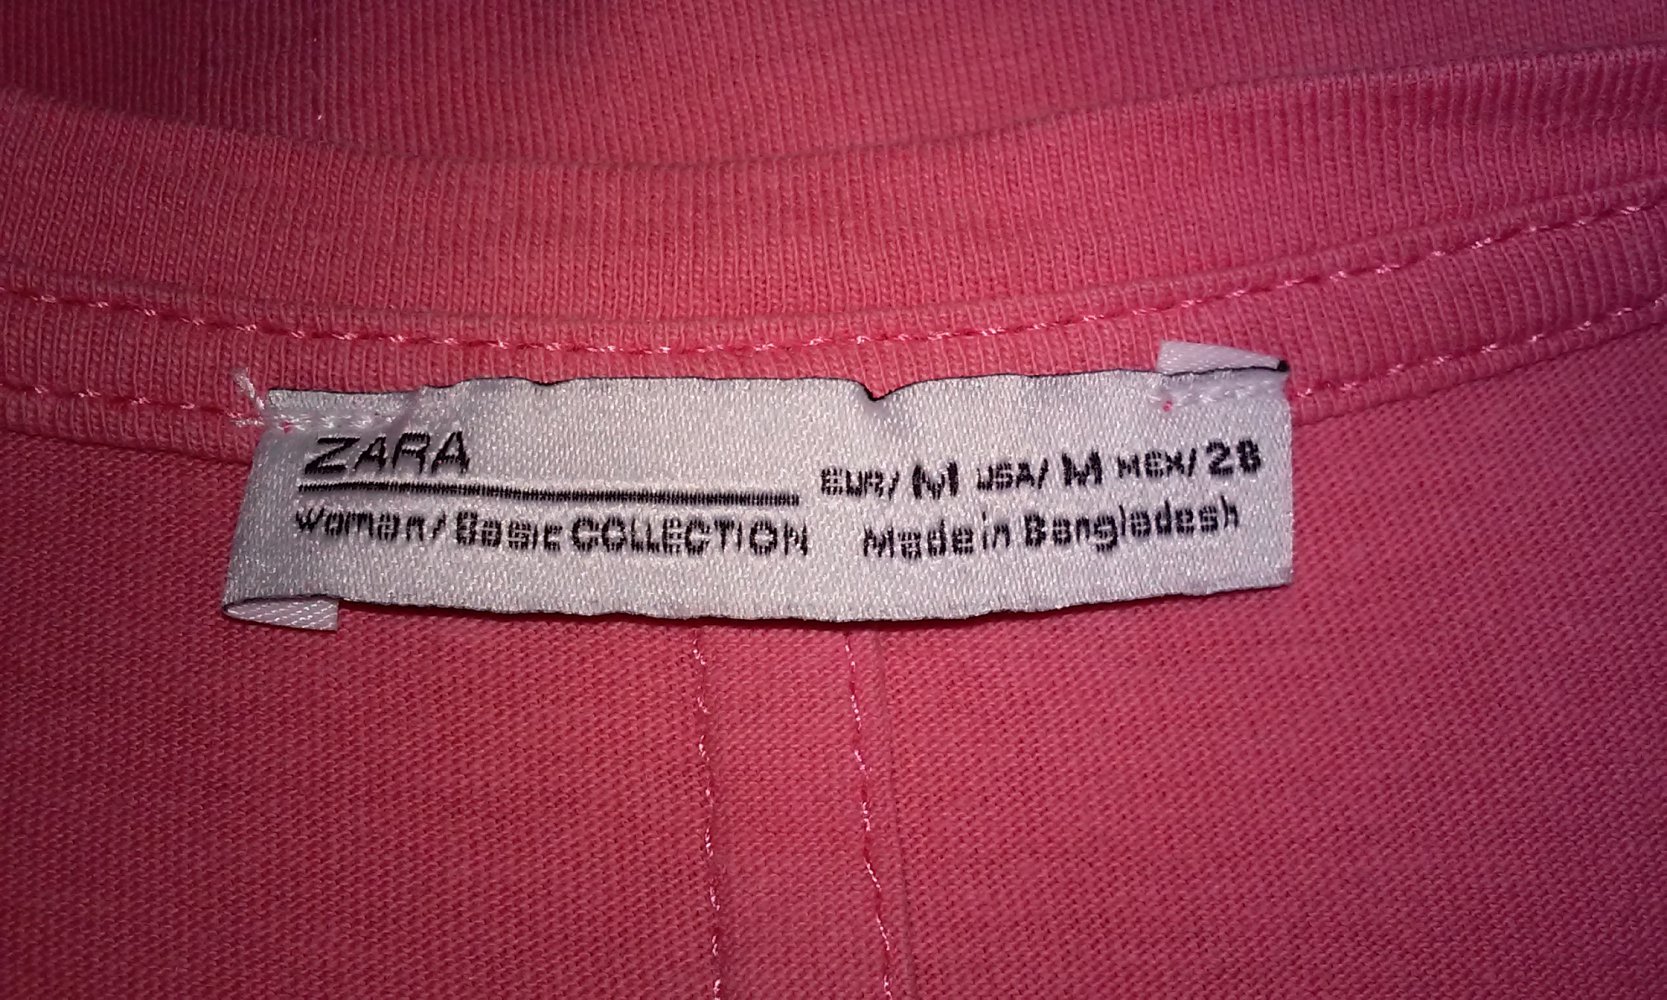 ZARA
Woman/Basic COLLECTION
EUR/ M USA/ M MEX/ 28
Made in Bangladesh